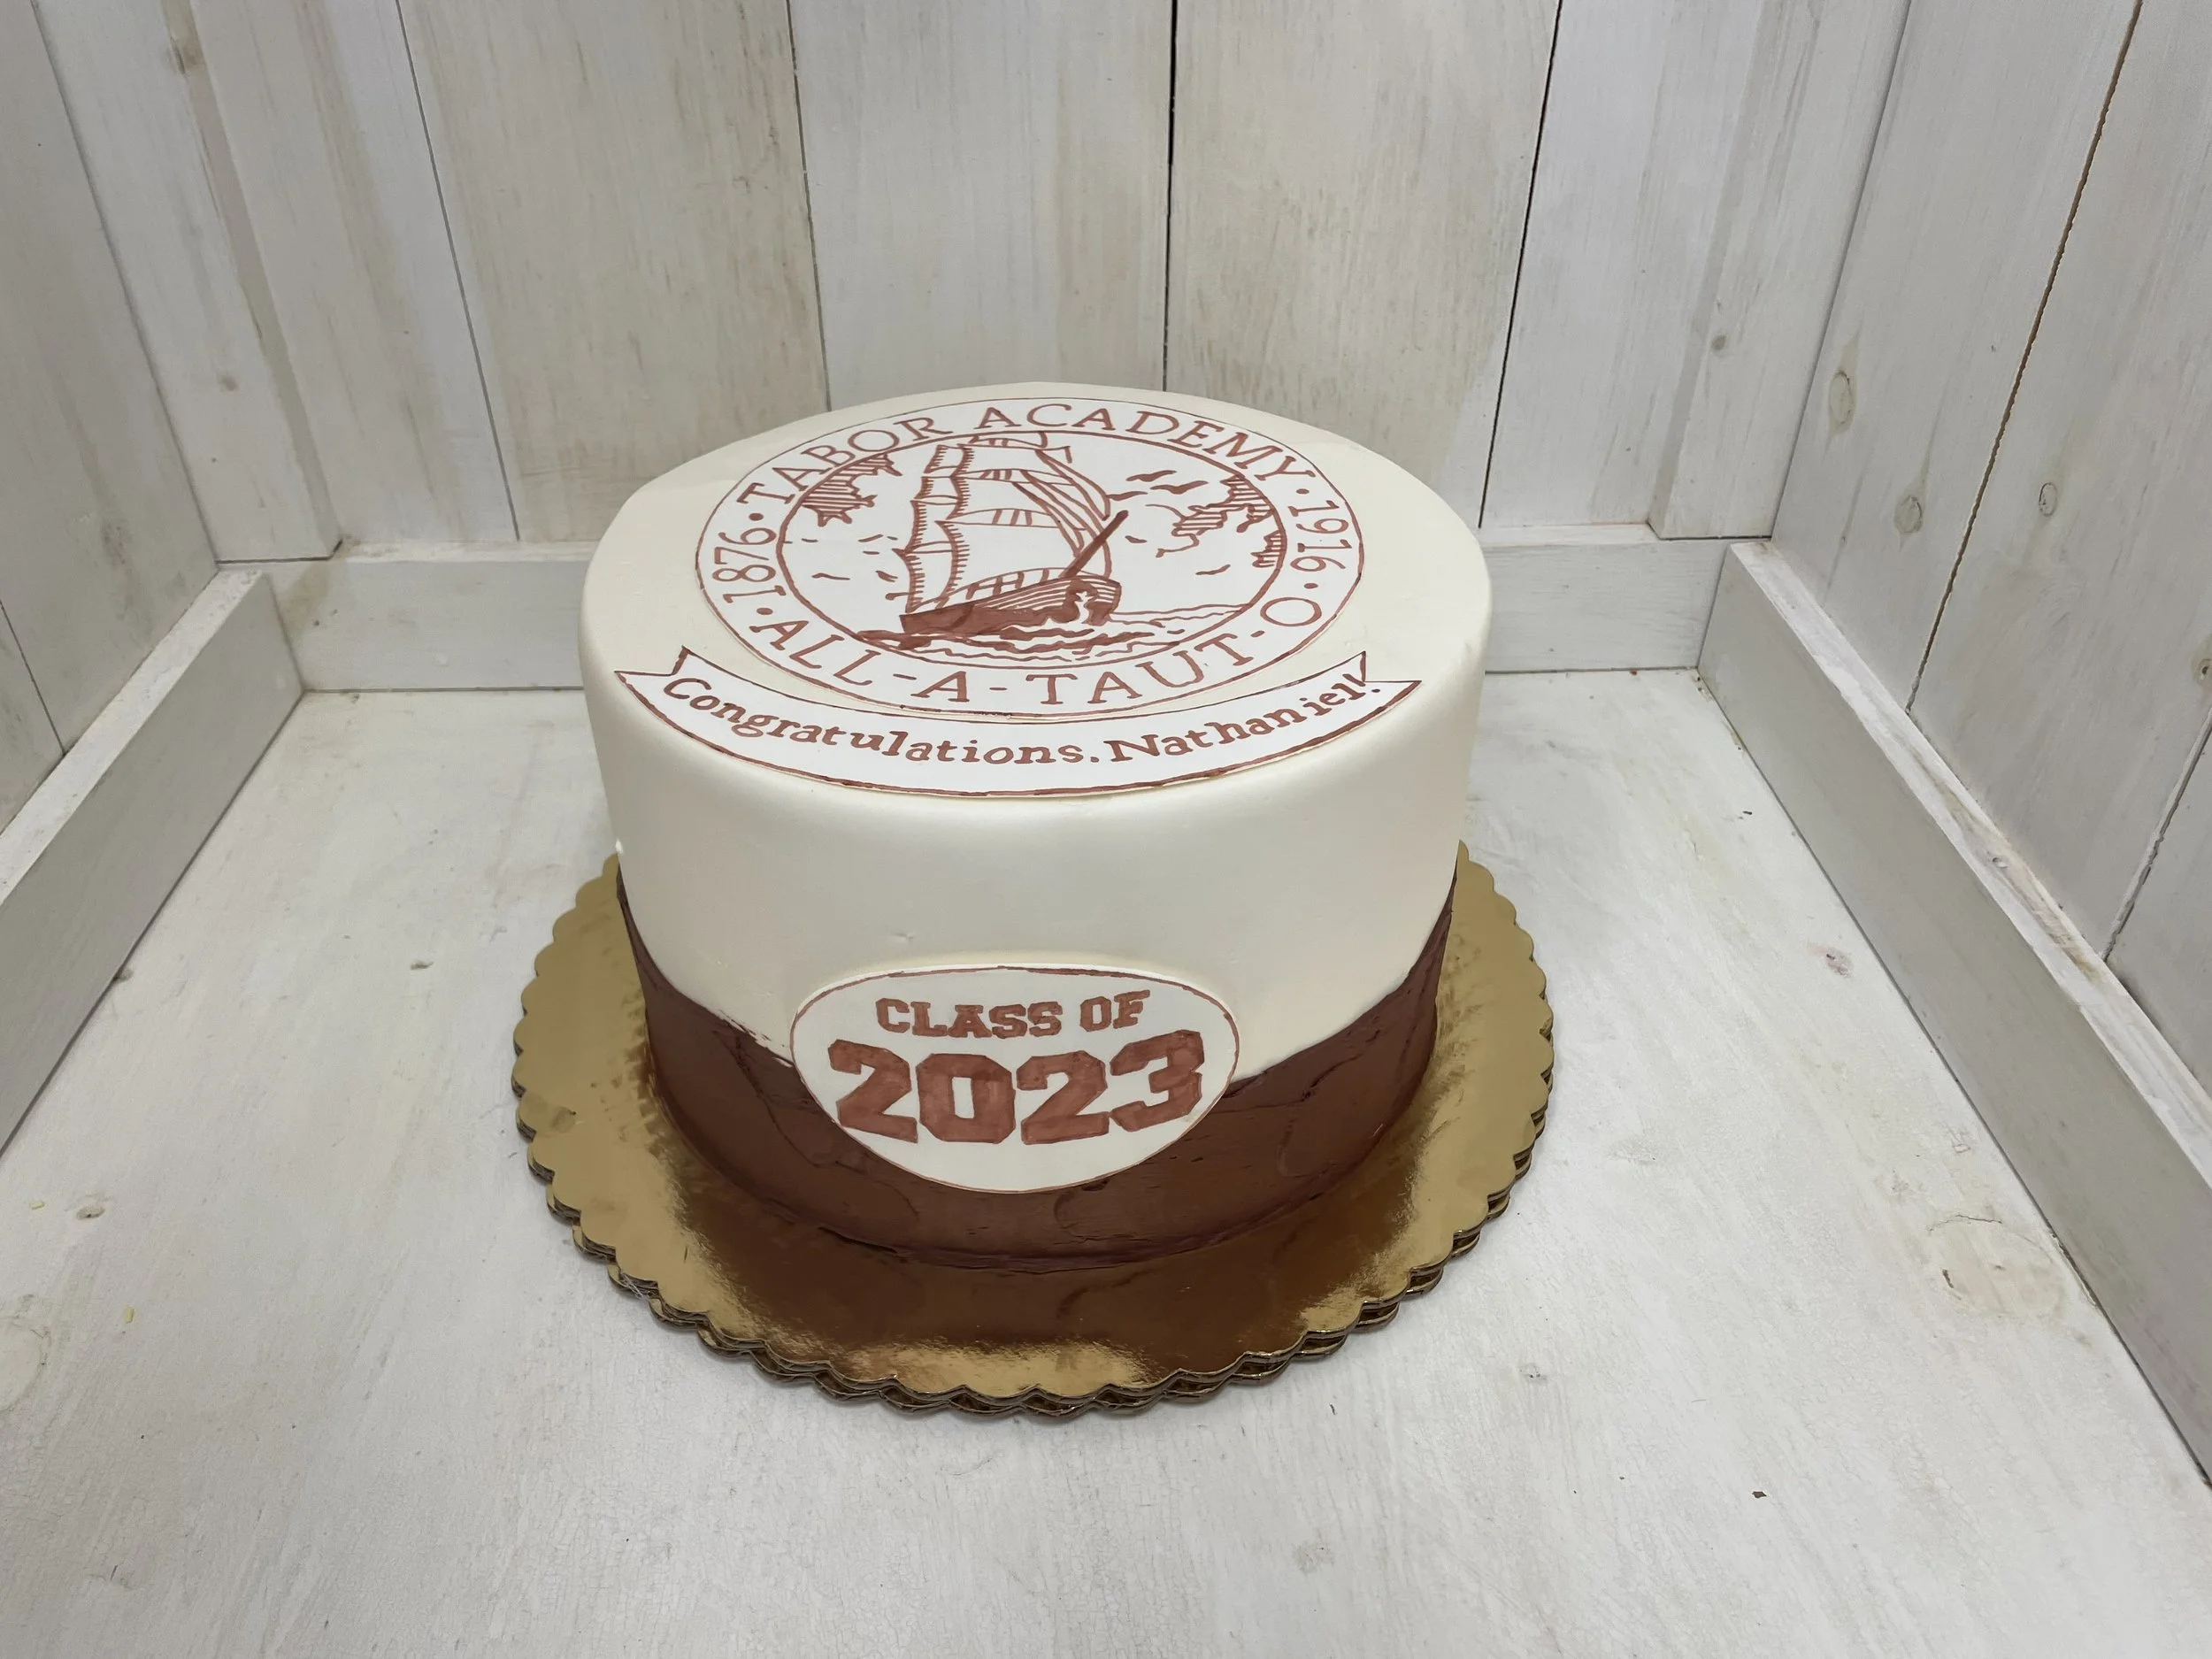 1876 • TABOR ACADEMY • 1916 •
ALL-A-TAUT-O
Congratulations, Nathaniel!
CLASS OF
2023